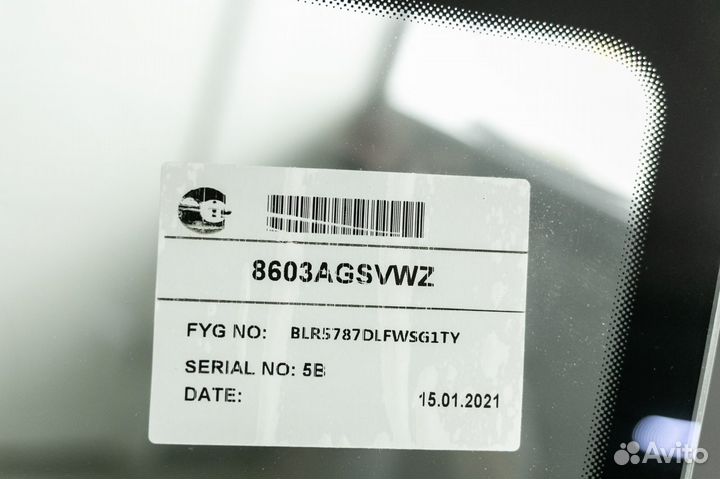 8603AGSVWZ
FYG NO: BLR5787DLFWSG1TY
SERIAL NO: 5B
DATE: 15.01.2021
Avito